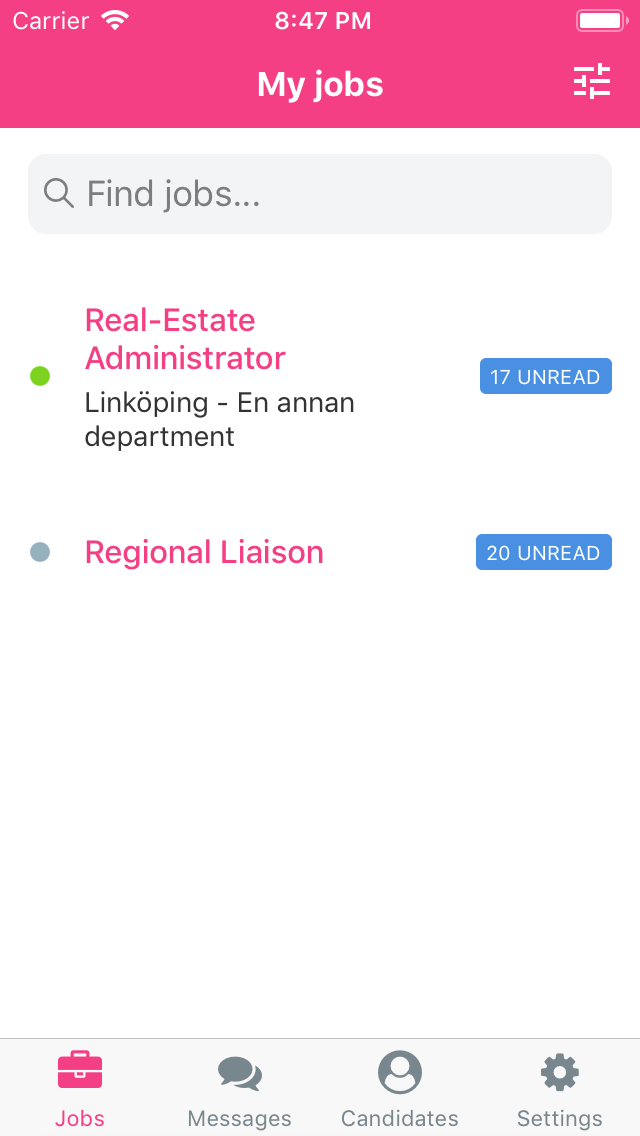 Carrier 8:47 PM
My jobs
Find jobs...
Real-Estate
Administrator
17 UNREAD
Linköping - En annan
department
Regional Liaison
20 UNREAD
Jobs Messages Candidates Settings